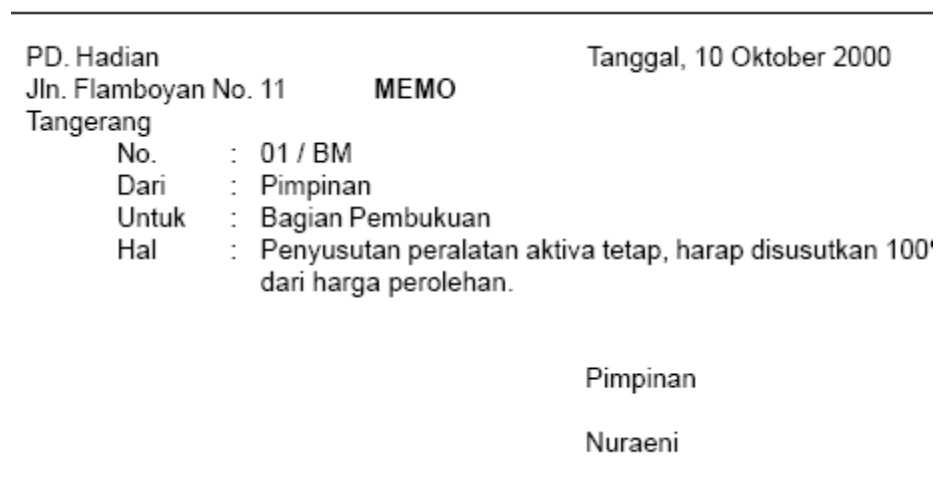 PD. Hadian Tanggal, 10 Oktober 2000
Jln. Flamboyan No. 11 MEMO
Tangerang
No. : 01 / BM
Dari : Pimpinan
Untuk : Bagian Pembukuan
Hal : Penyusutan peralatan aktiva tetap, harap disusutkan 100%
dari harga perolehan.
Pimpinan
Nuraeni